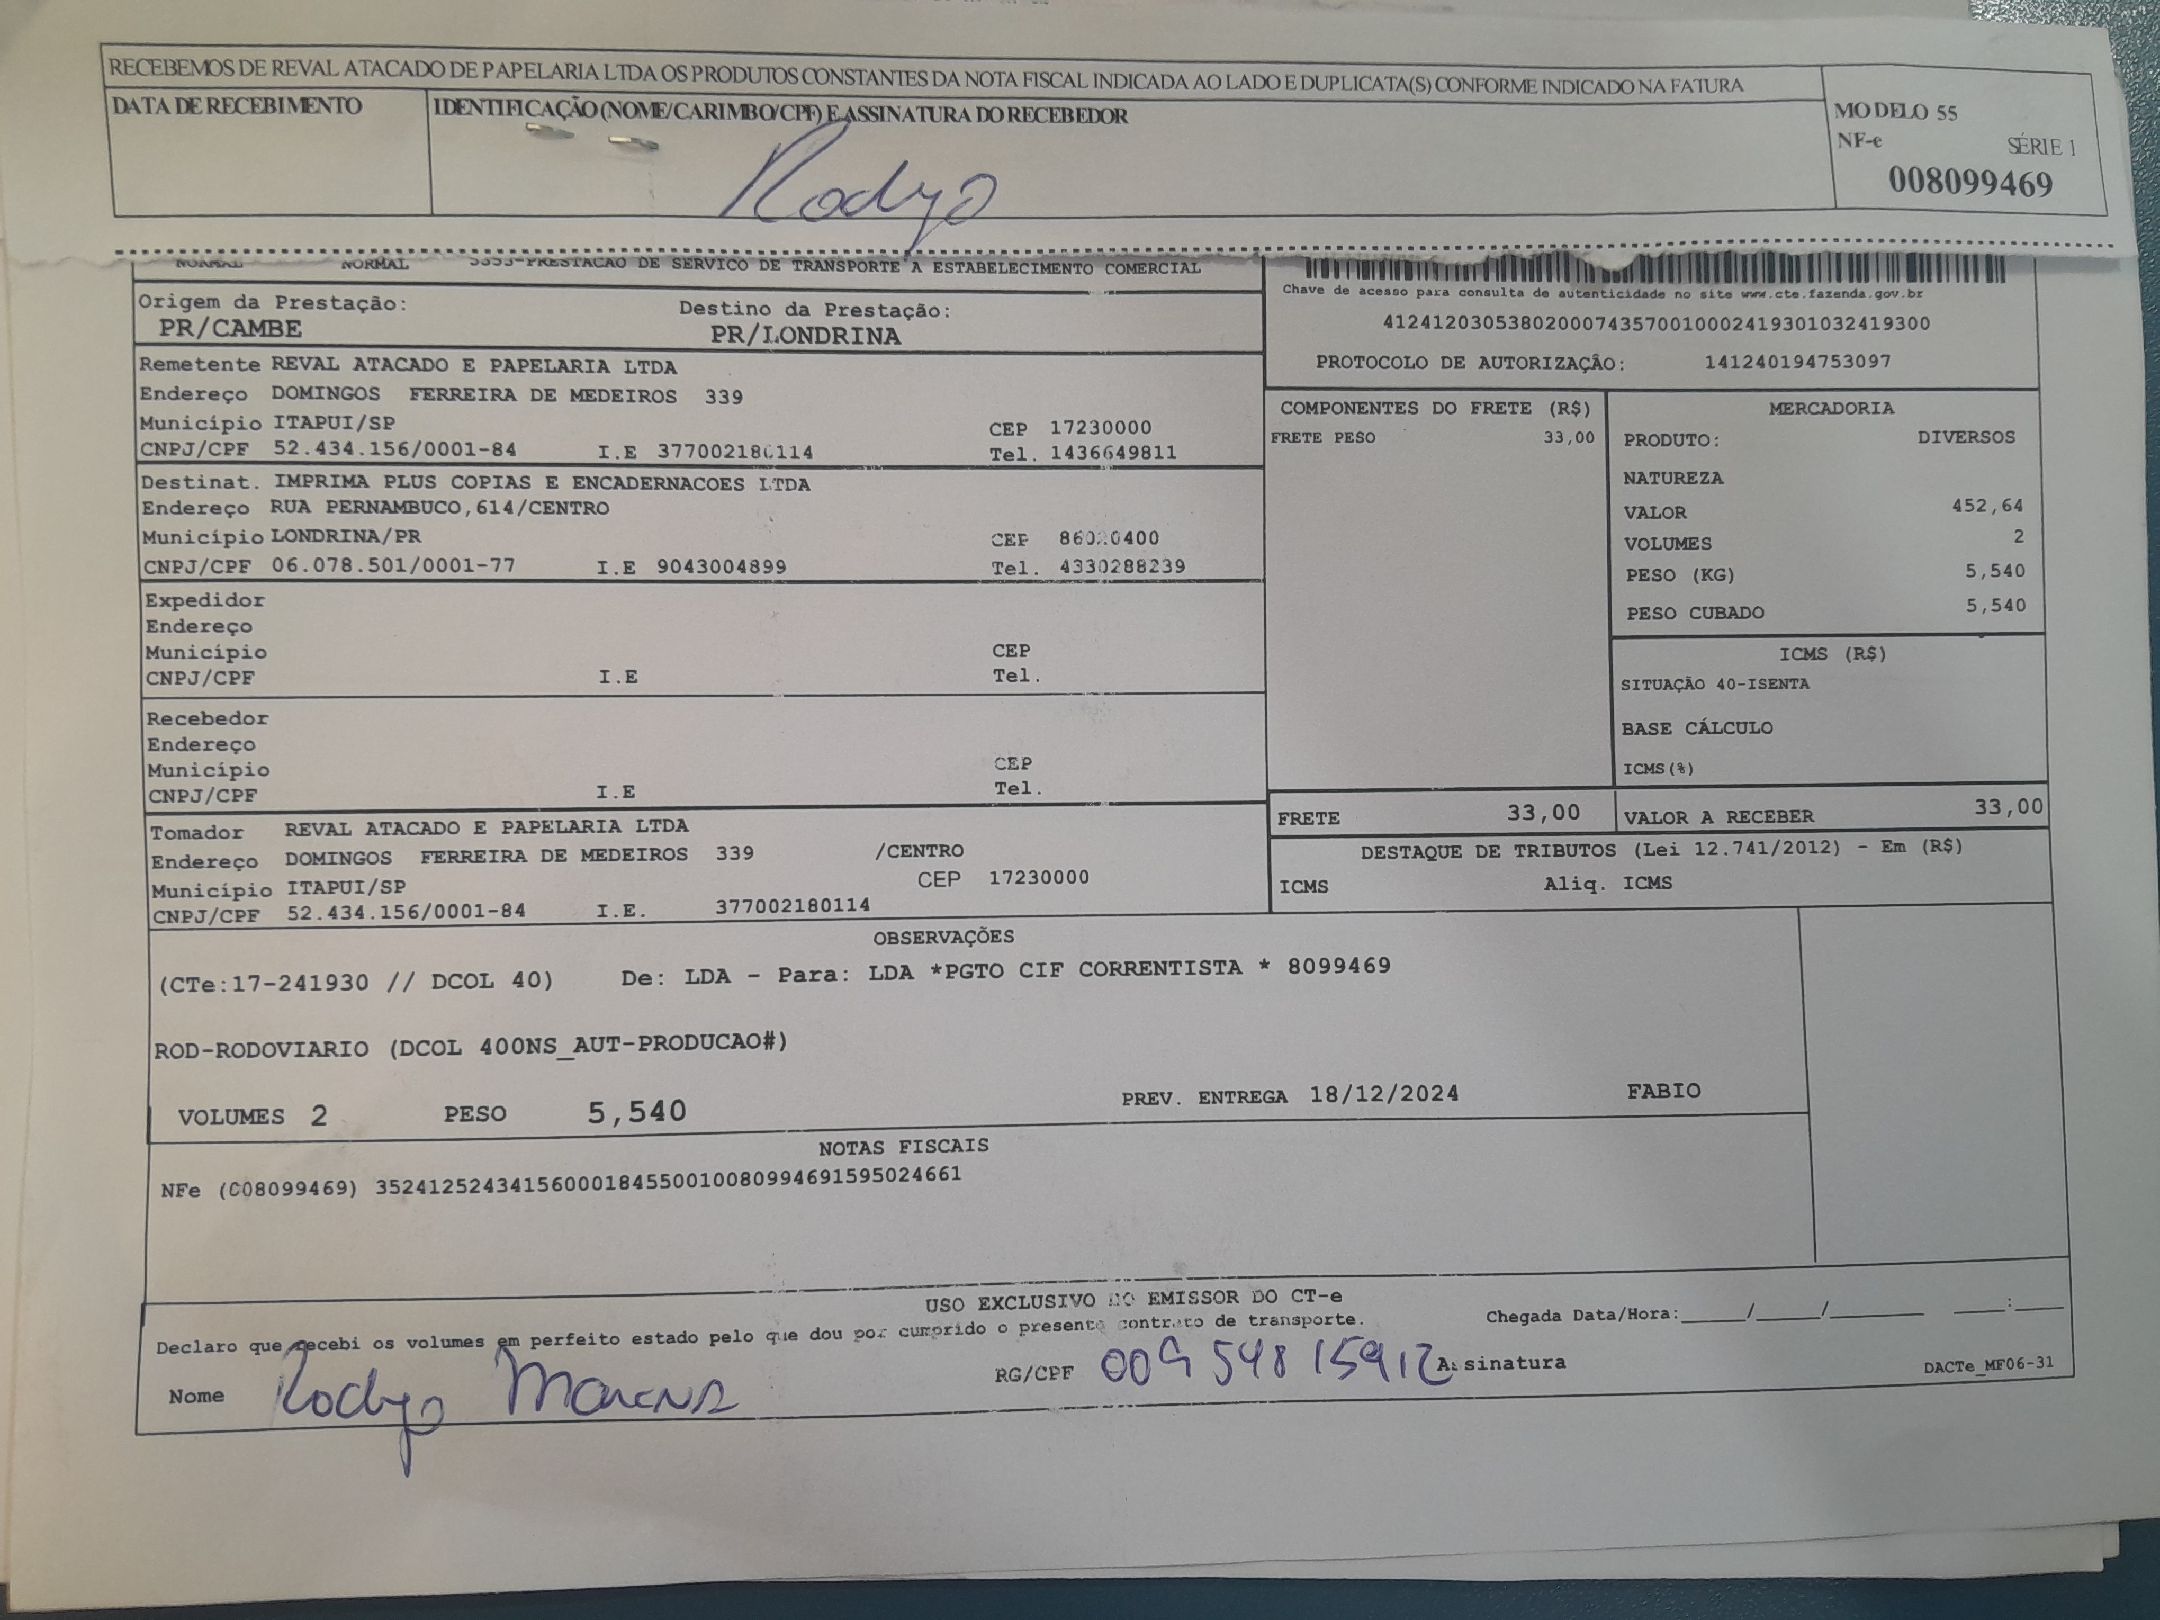 RECEBEMOS DE REVAL ATACADO DE PAPELARIA LTDA OS PRODUTOS CONSTANTES DA NOTA FISCAL INDICADA AO LADO E DUPLICATA(S) CONFORME INDICADO NA FATURA
DATA DE RECEBIMENTO IDENTIFICAÇÃO (NOME/CARIMBO/CPF) E ASSINATURA DO RECEBEDOR
MODELO 55
NF-e SÉRIE 1
008099469
Rodygo
NORMAL NORMAL 5353-PRESTACAO DE SERVICO DE TRANSPORTE A ESTABELECIMENTO COMERCIAL
Chave de acesso para consulta de autenticidade no site www.cte.fazenda.gov.br
41241203053802000743570010002419301032419300
PROTOCOLO DE AUTORIZAÇÃO: 141240194753097
Origem da Prestação: Destino da Prestação:
PR/CAMBE PR/LONDRINA
Remetente REVAL ATACADO E PAPELARIA LTDA
Endereço DOMINGOS FERREIRA DE MEDEIROS 339
Município ITAPUI/SP CEP 17230000
CNPJ/CPF 52.434.156/0001-84 I.E 377002180114 Tel. 1436649811
Destinat. IMPRIMA PLUS COPIAS E ENCADERNACOES LTDA
Endereço RUA PERNAMBUCO,614/CENTRO
Município LONDRINA/PR CEP
CNPJ/CPF 06.078.501/0001-77 I.E 9043004899 Tel. 4330288239
Expedidor
Endereço
Município CEP
CNPJ/CPF I.E Tel.
Recebedor
Endereço
Município CEP
CNPJ/CPF I.E Tel.
Tomador REVAL ATACADO E PAPELARIA LTDA
Endereço DOMINGOS FERREIRA DE MEDEIROS 339 /CENTRO
Município ITAPUI/SP CEP 17230000
CNPJ/CPF 52.434.156/0001-84 I.E. 377002180114
COMPONENTES DO FRETE (R$)
FRETE PESO 33,00
MERCADORIA
PRODUTO: DIVERSOS
NATUREZA
VALOR 452,64
VOLUMES 2
PESO (KG) 5,540
PESO CUBADO 5,540
ICMS (R$)
SITUAÇÃO 40-ISENTA
BASE CÁLCULO
ICMS(%)
FRETE 33,00 VALOR A RECEBER 33,00
DESTAQUE DE TRIBUTOS (Lei 12.741/2012) - Em (R$)
ICMS Aliq. ICMS
OBSERVAÇÕES
(CTe:17-241930 // DCOL 40) De: LDA - Para: LDA *PGTO CIF CORRENTISTA * 8099469
ROD-RODOVIARIO (DCOL 400NS_AUT-PRODUCAO#)
VOLUMES 2 PESO 5,540 PREV. ENTREGA 18/12/2024 FABIO
NOTAS FISCAIS
NFe (008099469) 35241252434156000184550010080994691595024661
USO EXCLUSIVO DO EMISSOR DO CT-e
Declaro que recebi os volumes em perfeito estado pelo que dou por cumprido o presente contrato de transporte. Chegada Data/Hora:____/____/______ ____:____
Nome Rodygo RG/CPF 009 548 159 12 Assinatura DACTe_MF06-31